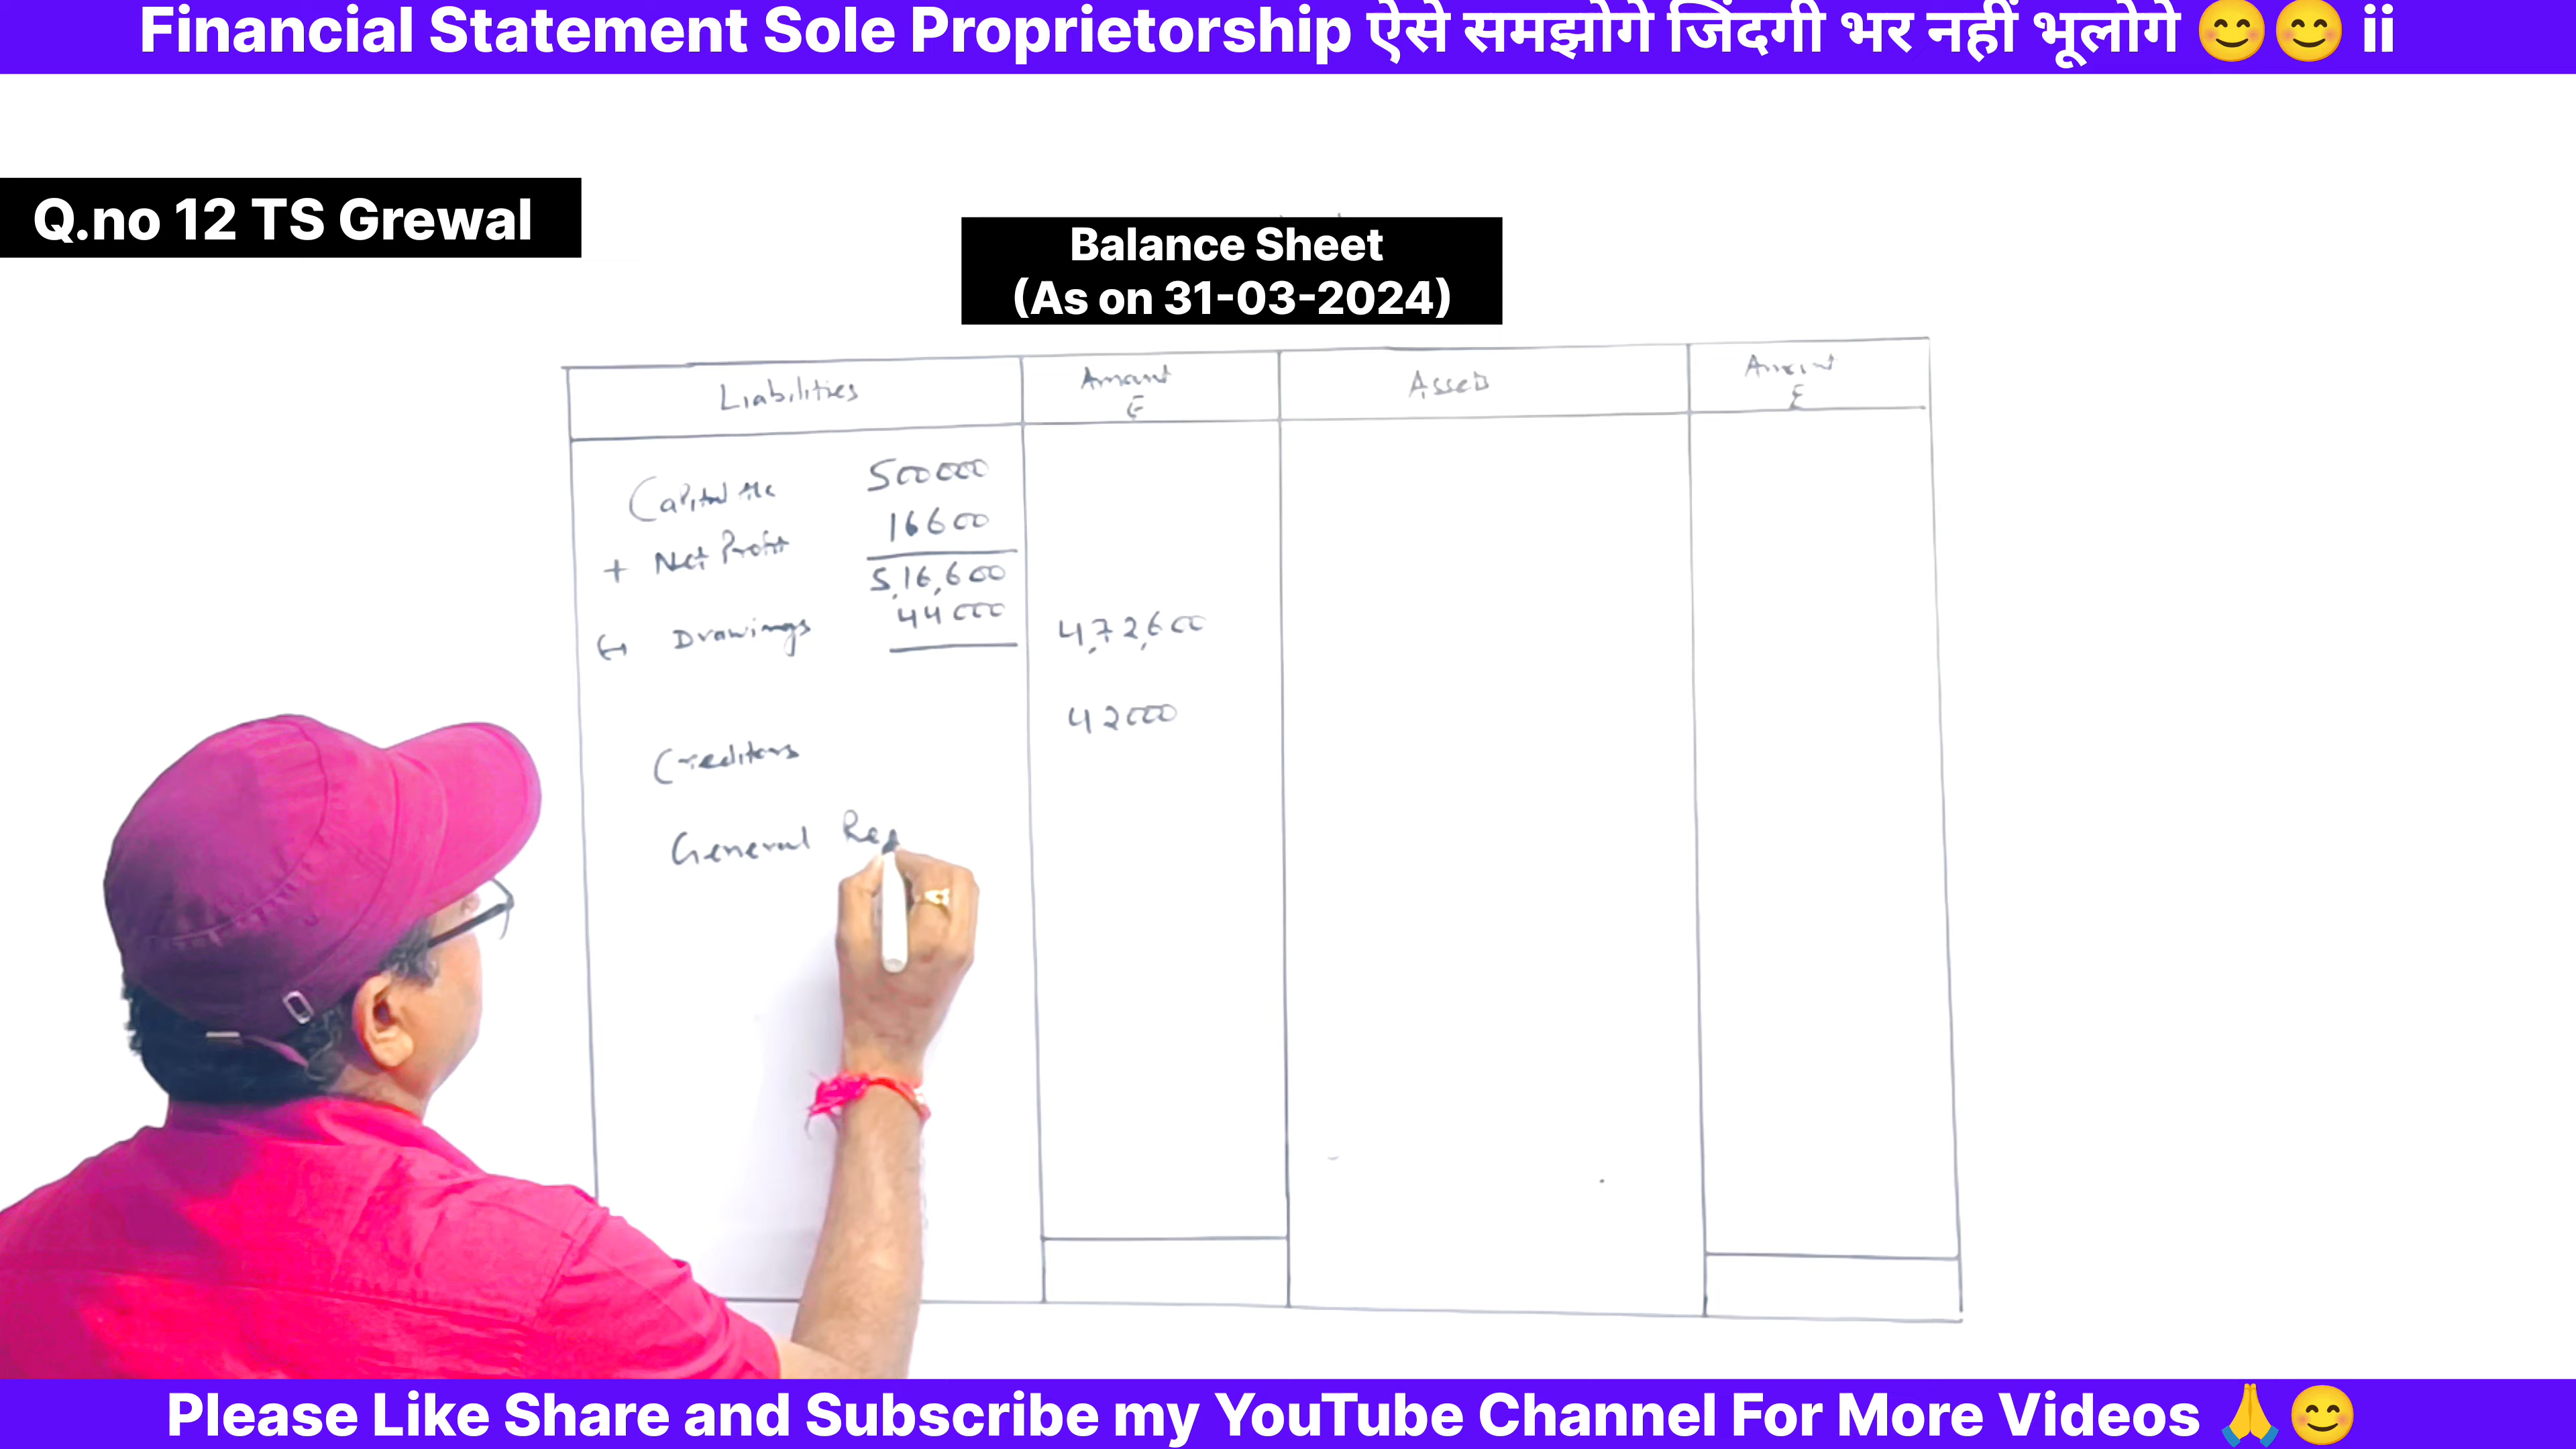 Financial Statement Sole Proprietorship ऐसे समझोगे जिंदगी भर नहीं भूलोगे 😊😊 ii
Q.no 12 TS Grewal
Balance Sheet
(As on 31-03-2024)
Liabilities Amount Assets Amount
Capital A/c 500000
+ Net Profit 16600
5,16,600
(-) Drawings 44000 4,72,600
Creditors 42000
General Res
Please Like Share and Subscribe my YouTube Channel For More Videos 🙏😊